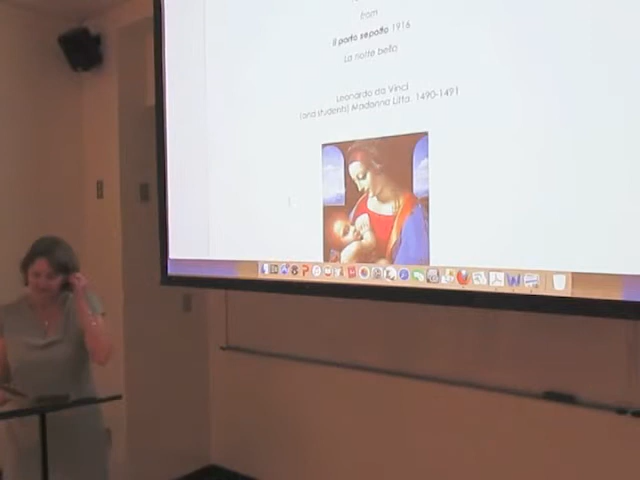 from
Il porto sepolto 1916
La notte bella
Leonardo da Vinci
(and students) Madonna Litta. 1490-1491